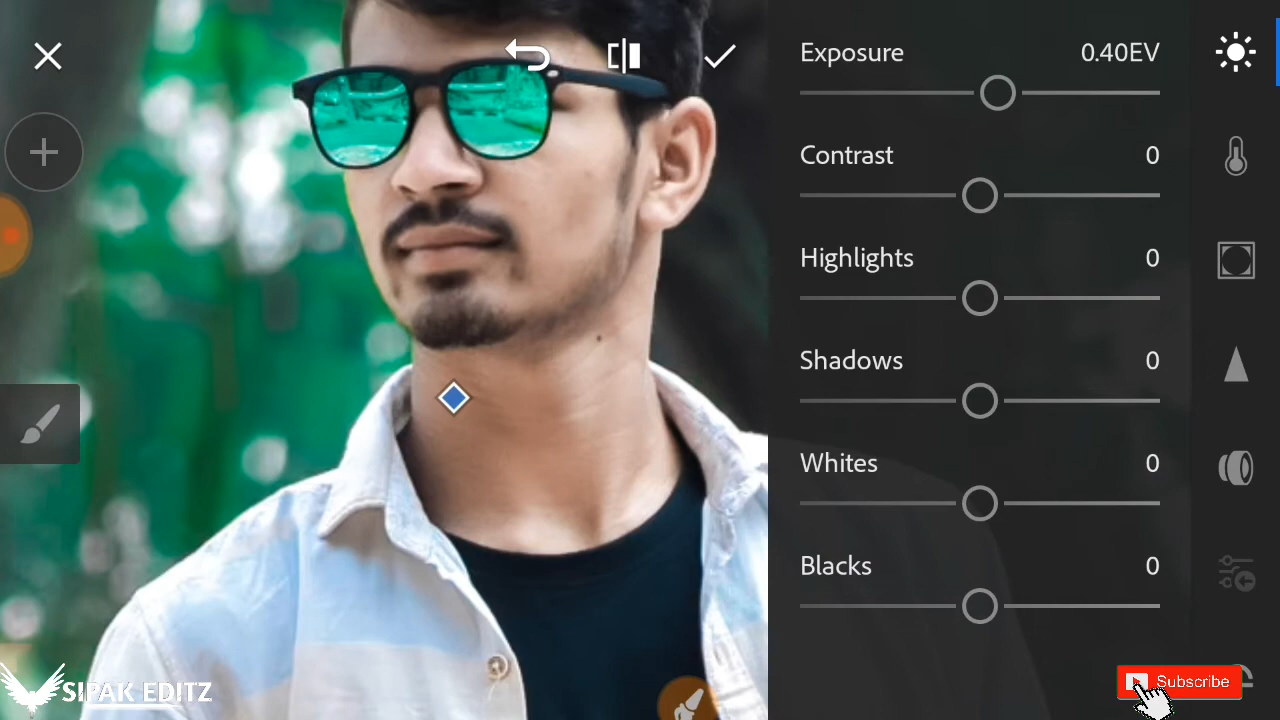 Exposure 0.40EV
Contrast 0
Highlights 0
Shadows 0
Whites 0
Blacks 0
SIPAK EDITZ
Subscribe